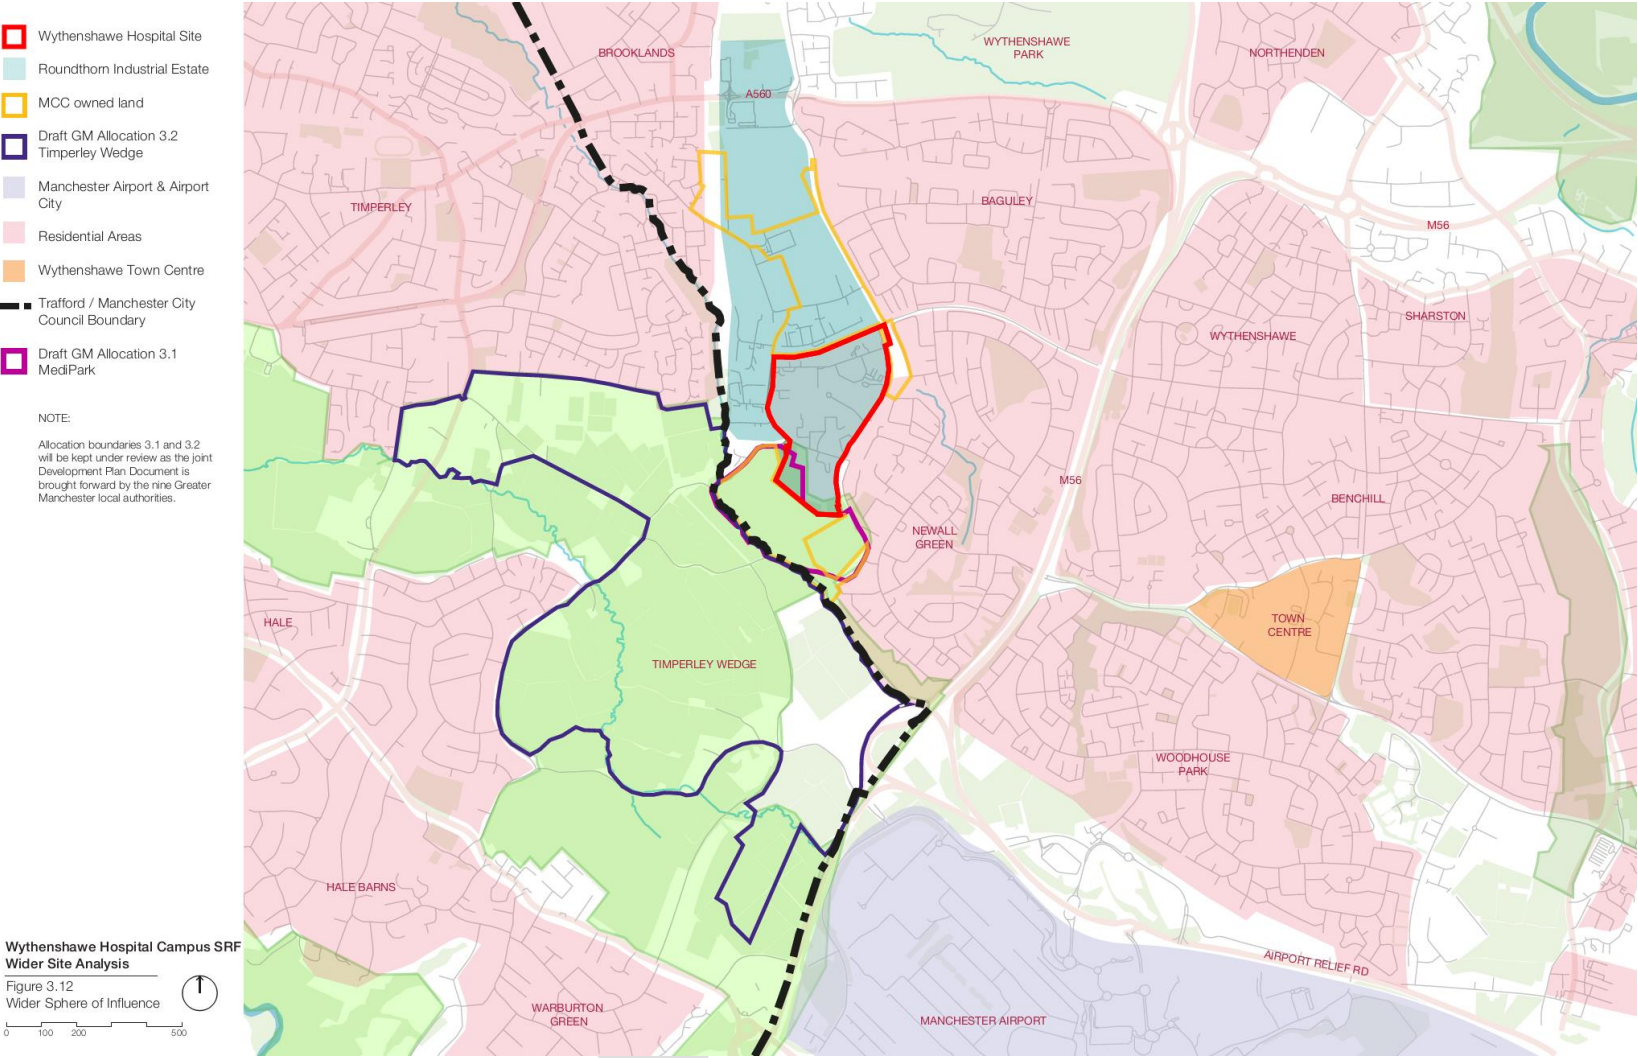 Wythenshawe Hospital Site
Roundthorn Industrial Estate
MCC owned land
Draft GM Allocation 3.2
Timperley Wedge
Manchester Airport & Airport
City
Residential Areas
Wythenshawe Town Centre
Trafford / Manchester City
Council Boundary
Draft GM Allocation 3.1
MediPark
NOTE:
Allocation boundaries 3.1 and 3.2
will be kept under review as the joint
Development Plan Document is
brought forward by the nine Greater
Manchester local authorities.
Wythenshawe Hospital Campus SRF
Wider Site Analysis
Figure 3.12
Wider Sphere of Influence
0 100 200 500
BROOKLANDS
WYTHENSHAWE
PARK
NORTHENDEN
A560
TIMPERLEY
BAGULEY
M56
SHARSTON
WYTHENSHAWE
M56
BENCHILL
NEWALL
GREEN
HALE
TOWN
CENTRE
TIMPERLEY WEDGE
WOODHOUSE
PARK
HALE BARNS
AIRPORT RELIEF RD
WARBURTON
GREEN
MANCHESTER AIRPORT